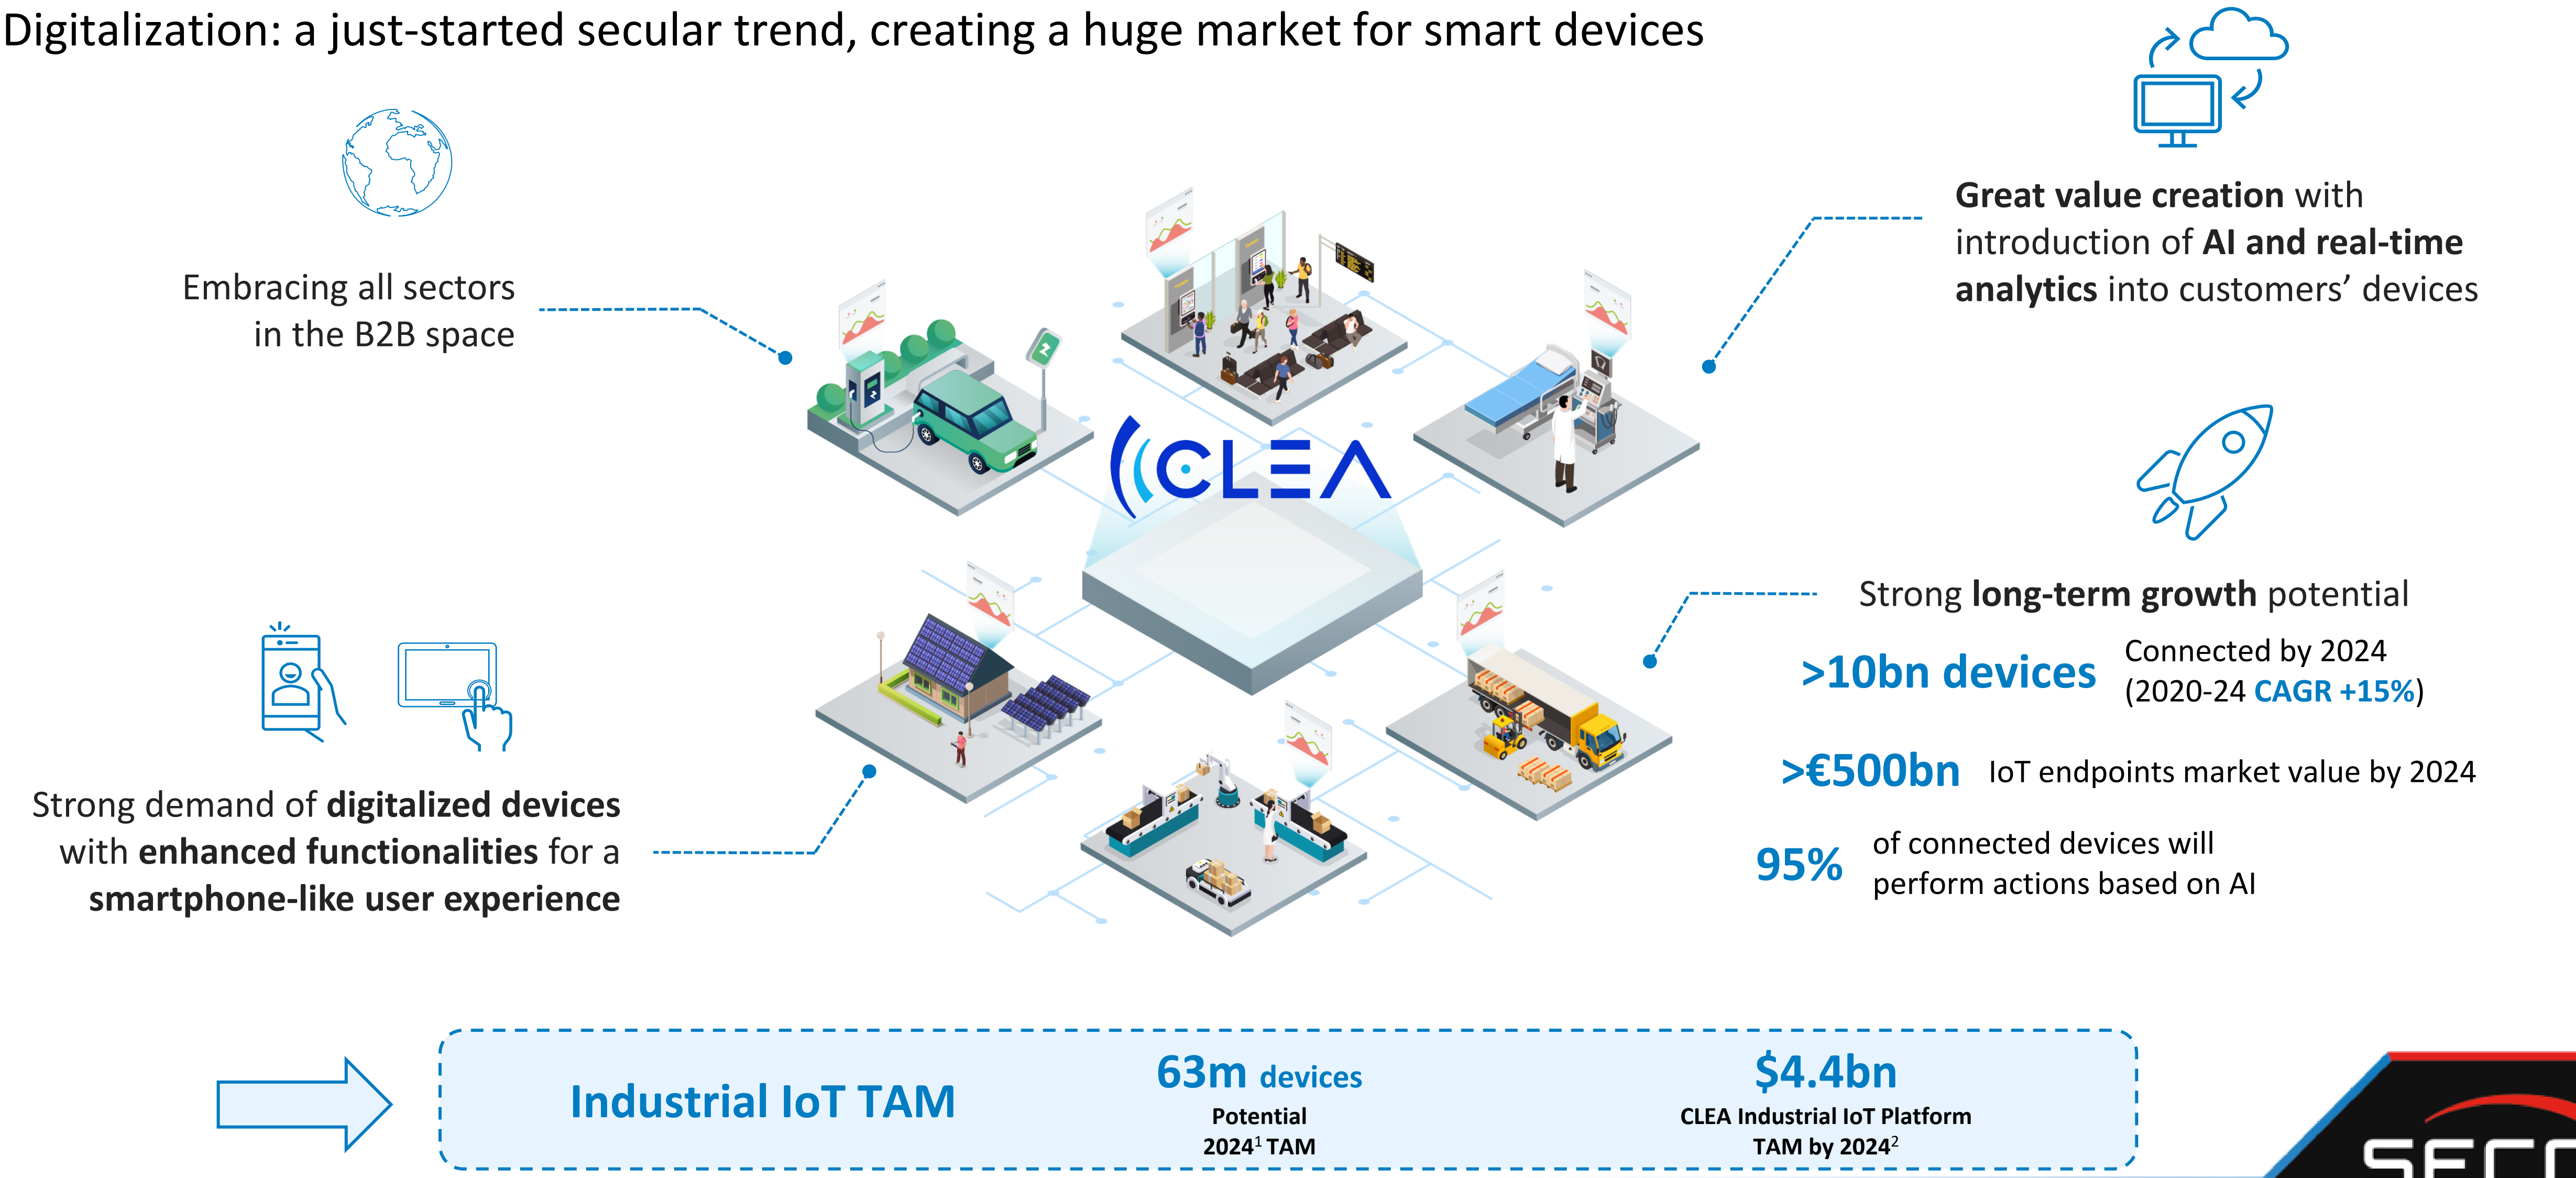 Digitalization: a just-started secular trend, creating a huge market for smart devices
Embracing all sectors
in the B2B space
Great value creation with
introduction of AI and real-time
analytics into customers’ devices
CLEA
Strong long-term growth potential
>10bn devices
Connected by 2024
(2020-24 CAGR +15%)
>€500bn
IoT endpoints market value by 2024
95%
of connected devices will
perform actions based on AI
Strong demand of digitalized devices
with enhanced functionalities for a
smartphone-like user experience
Industrial IoT TAM
63m devices
Potential
2024¹ TAM
$4.4bn
CLEA Industrial IoT Platform
TAM by 2024²